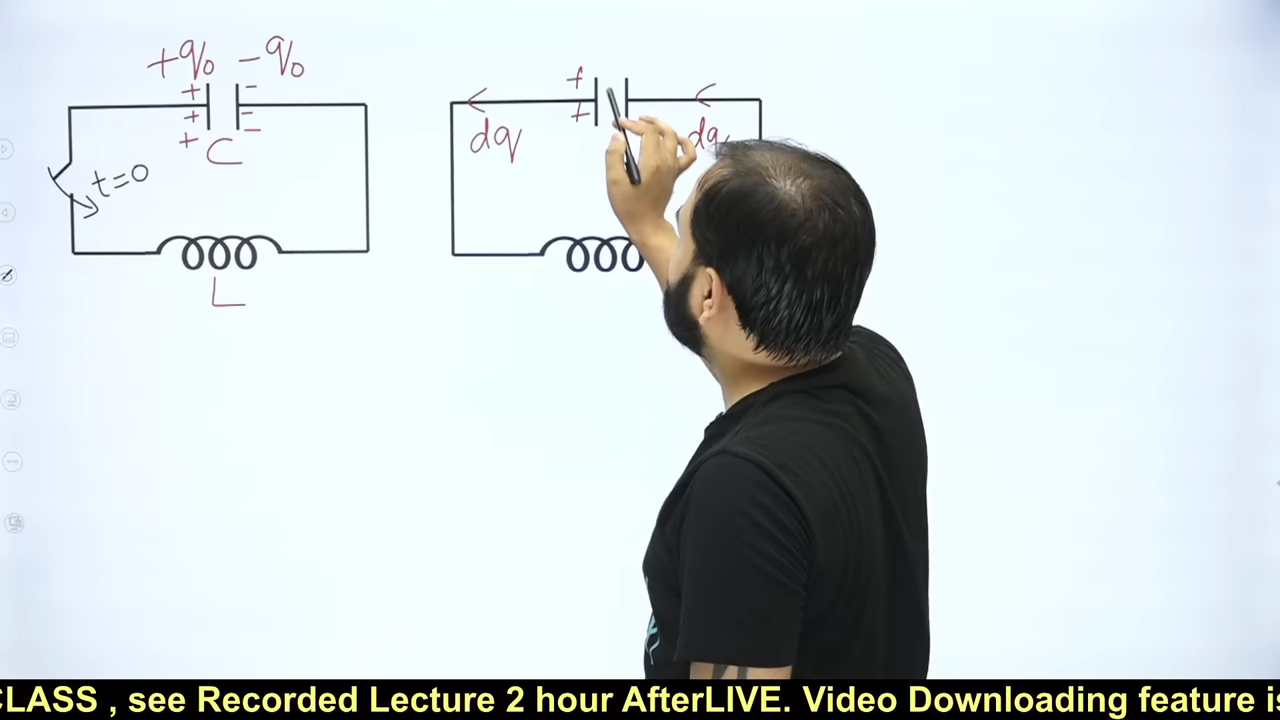 +q₀ -q₀
+ -
+ -
+ -
C
t=0
L
+
+
dq
dq
CLASS , see Recorded Lecture 2 hour AfterLIVE. Video Downloading feature is